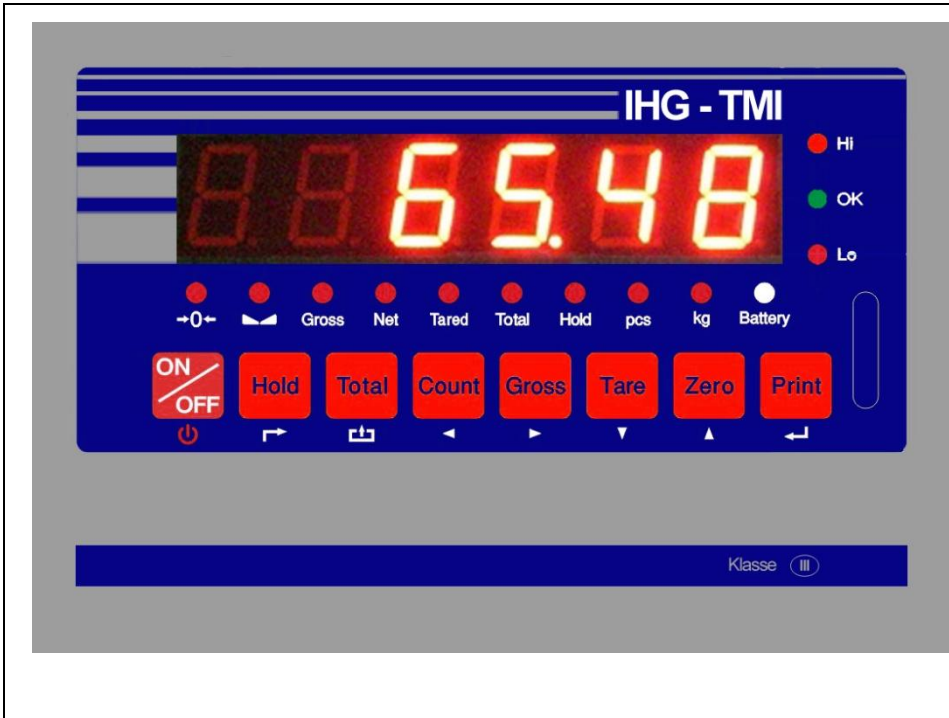 IHG - TMI
65.48
Hi
OK
Lo
→0← Gross Net Tared Total Hold pcs kg Battery
ON OFF Hold Total Count Gross Tare Zero Print
Klasse III